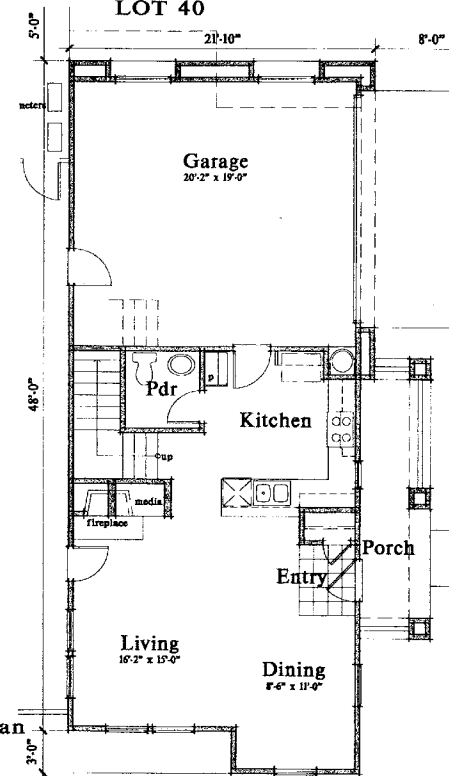 LOT 40
5'-0"
21'-10"
8'-0"
meters
Garage
20'-2" x 19'-0"
48'-0"
Pdr
P
Kitchen
up
media
fireplace
Porch
Entry
Living
16'-2" x 15'-0"
Dining
8'-6" x 11'-0"
an
3'-0"